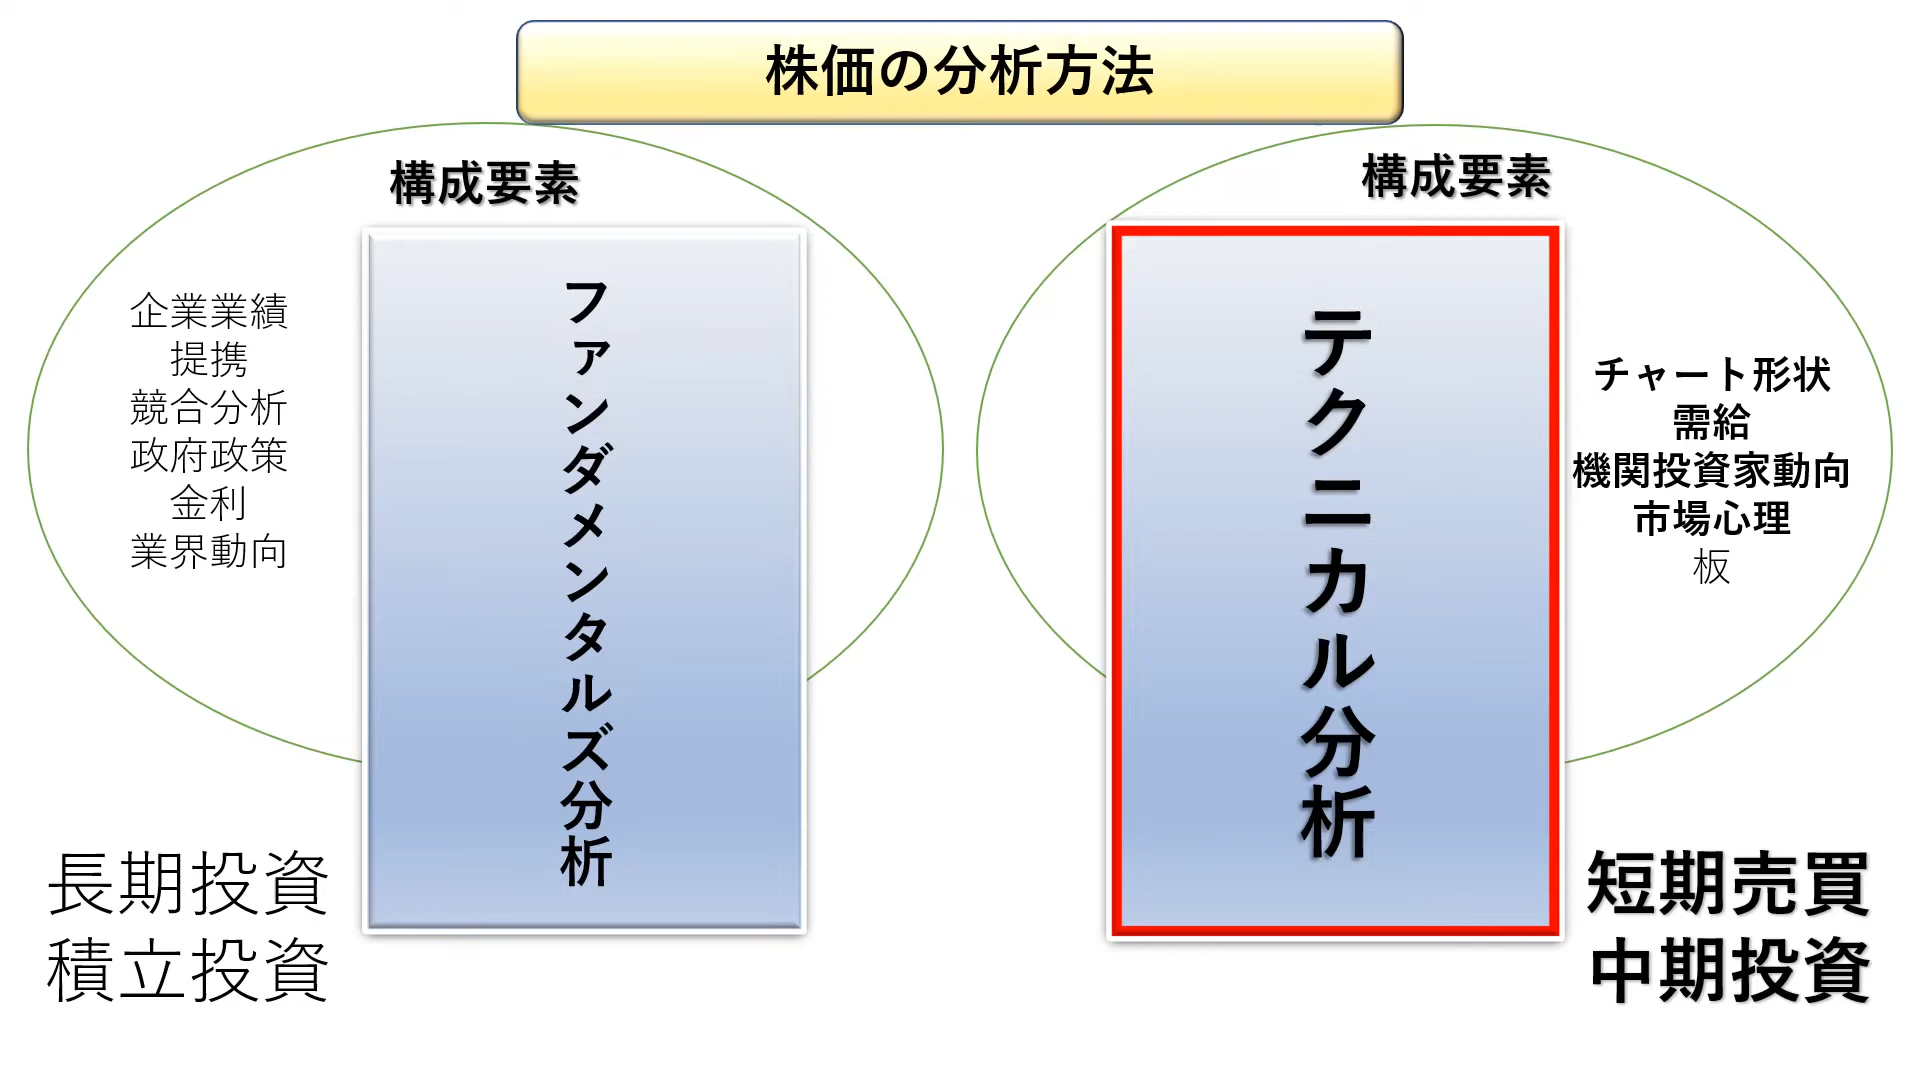 株価の分析方法
構成要素
企業業績
提携
競合分析
政府政策
金利
業界動向
ファンダメンタルズ分析
長期投資
積立投資
構成要素
テクニカル分析
チャート形状
需給
機関投資家動向
市場心理
板
短期売買
中期投資